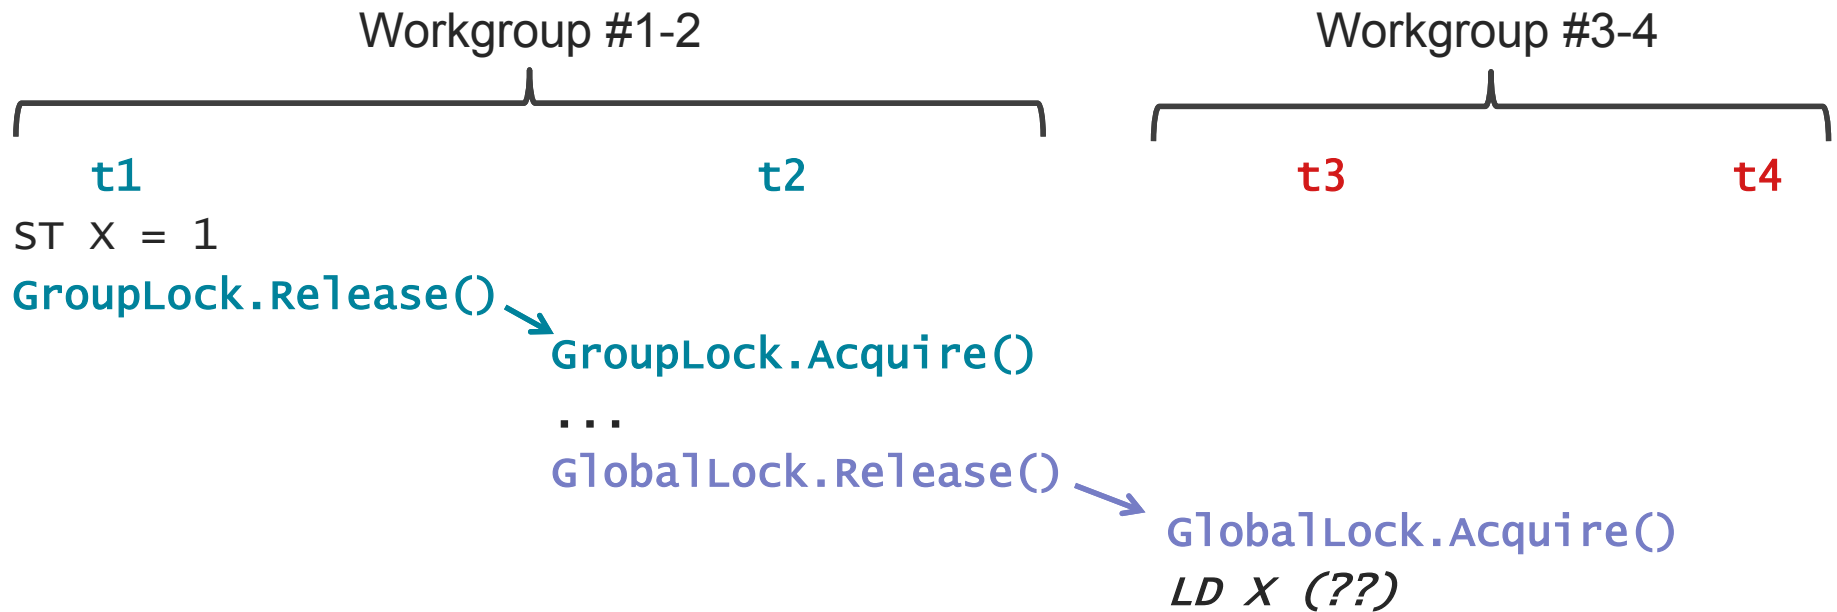 Workgroup #1-2 Workgroup #3-4
t1 t2 t3 t4
ST X = 1
GroupLock.Release()
GroupLock.Acquire()
...
GlobalLock.Release()
GlobalLock.Acquire()
LD X (??)